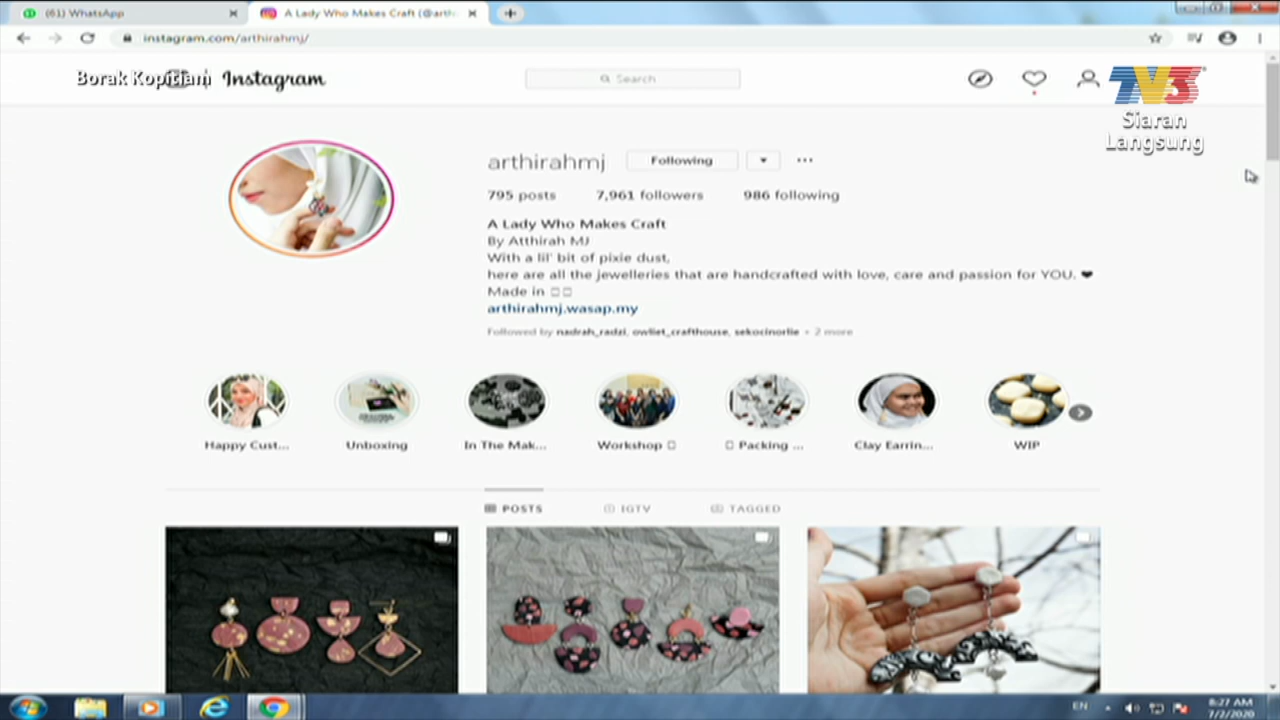 (61) WhatsApp
A Lady Who Makes Craft (@arth
instagram.com/arthirahmj/
Borak Kopitiam
Instagram
Search
TV3
Siaran
Langsung
arthirahmj
Following
795 posts
7,961 followers
986 following
A Lady Who Makes Craft
By Atthirah MJ
With a lil' bit of pixie dust,
here are all the jewelleries that are handcrafted with love, care and passion for YOU. ❤
Made in
arthirahmj.wasap.my
Followed by nadrah_radzi, owliet_crafthouse, sekocinorlie + 2 more
Happy Cust...
Unboxing
In The Mak...
Workshop
Packing ...
Clay Earrin...
WIP
POSTS
IGTV
TAGGED
EN
8:27 AM
7/2/2020